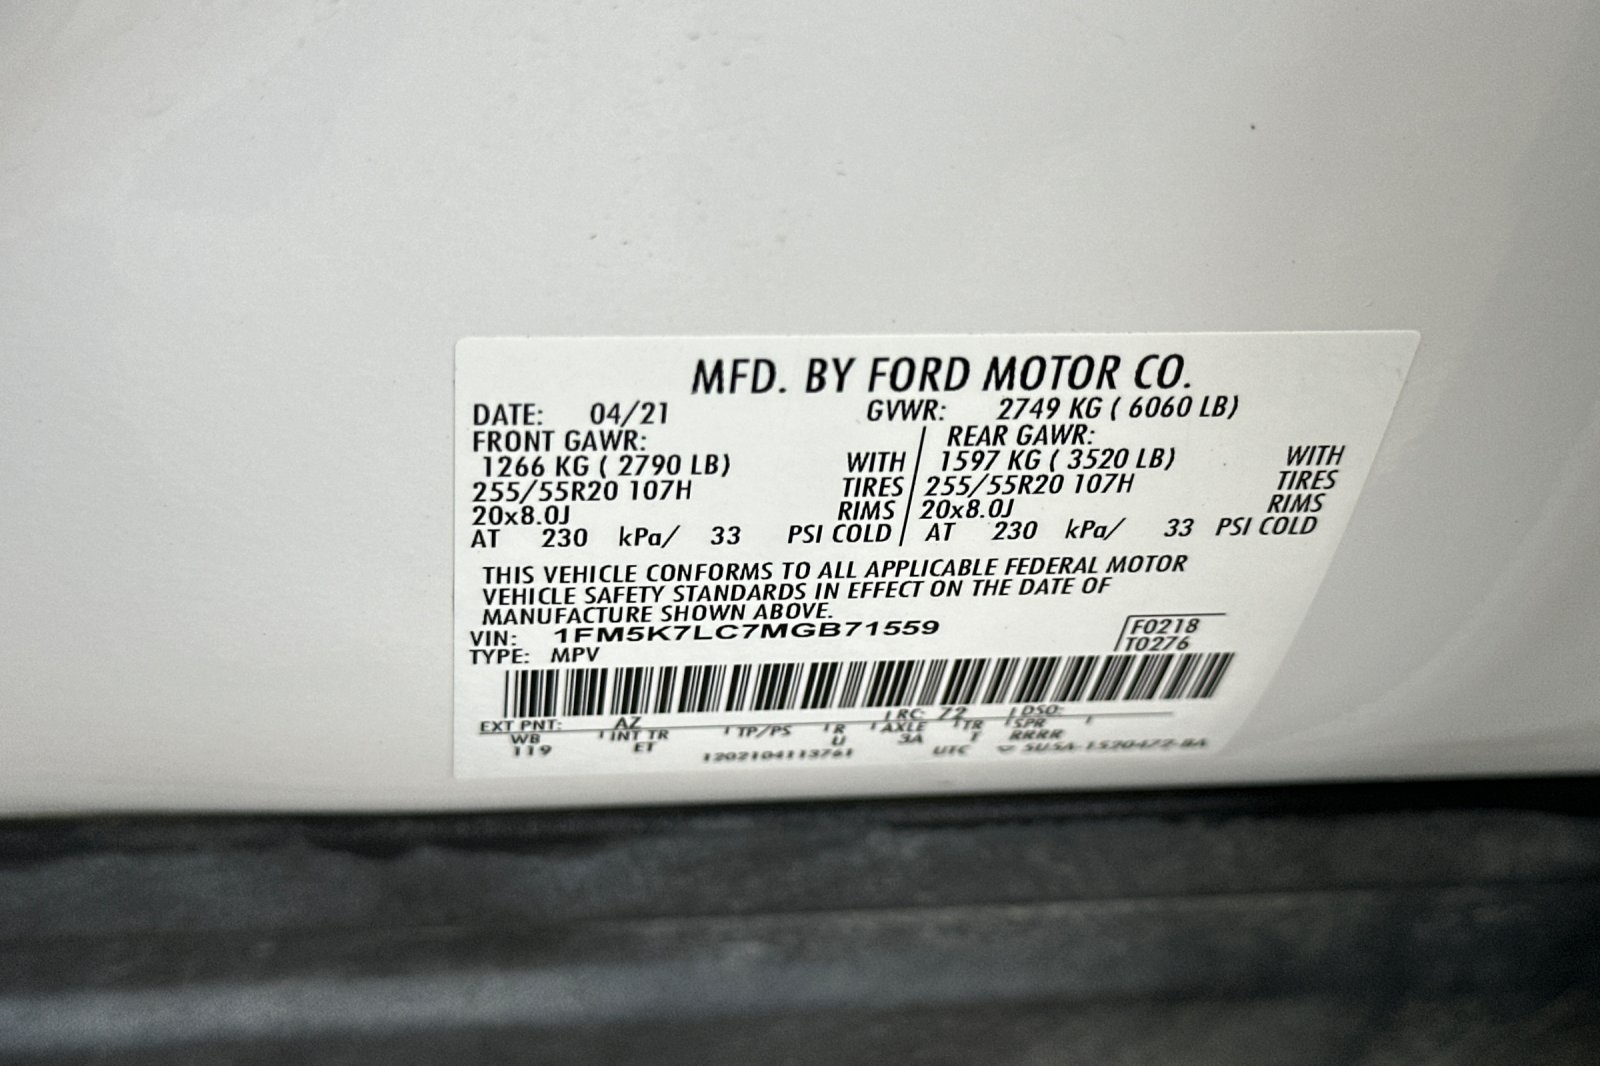 MFD. BY FORD MOTOR CO.
DATE: 04/21 GVWR: 2749 KG ( 6060 LB)
FRONT GAWR: REAR GAWR:
1266 KG ( 2790 LB) WITH 1597 KG ( 3520 LB) WITH
255/55R20 107H TIRES 255/55R20 107H TIRES
20x8.0J RIMS 20x8.0J RIMS
AT 230 kPa/ 33 PSI COLD AT 230 kPa/ 33 PSI COLD
THIS VEHICLE CONFORMS TO ALL APPLICABLE FEDERAL MOTOR
VEHICLE SAFETY STANDARDS IN EFFECT ON THE DATE OF
MANUFACTURE SHOWN ABOVE.
VIN: 1FM5K7LC7MGB71559 F0218
TYPE: MPV T0276
EXT PNT: AZ RC: 72 DSO:
WB INT TR TP/PS R AXLE TR SPR
119 ET U 3A T RRRR
1202104113761 UTC 5U5A-1520472-BA